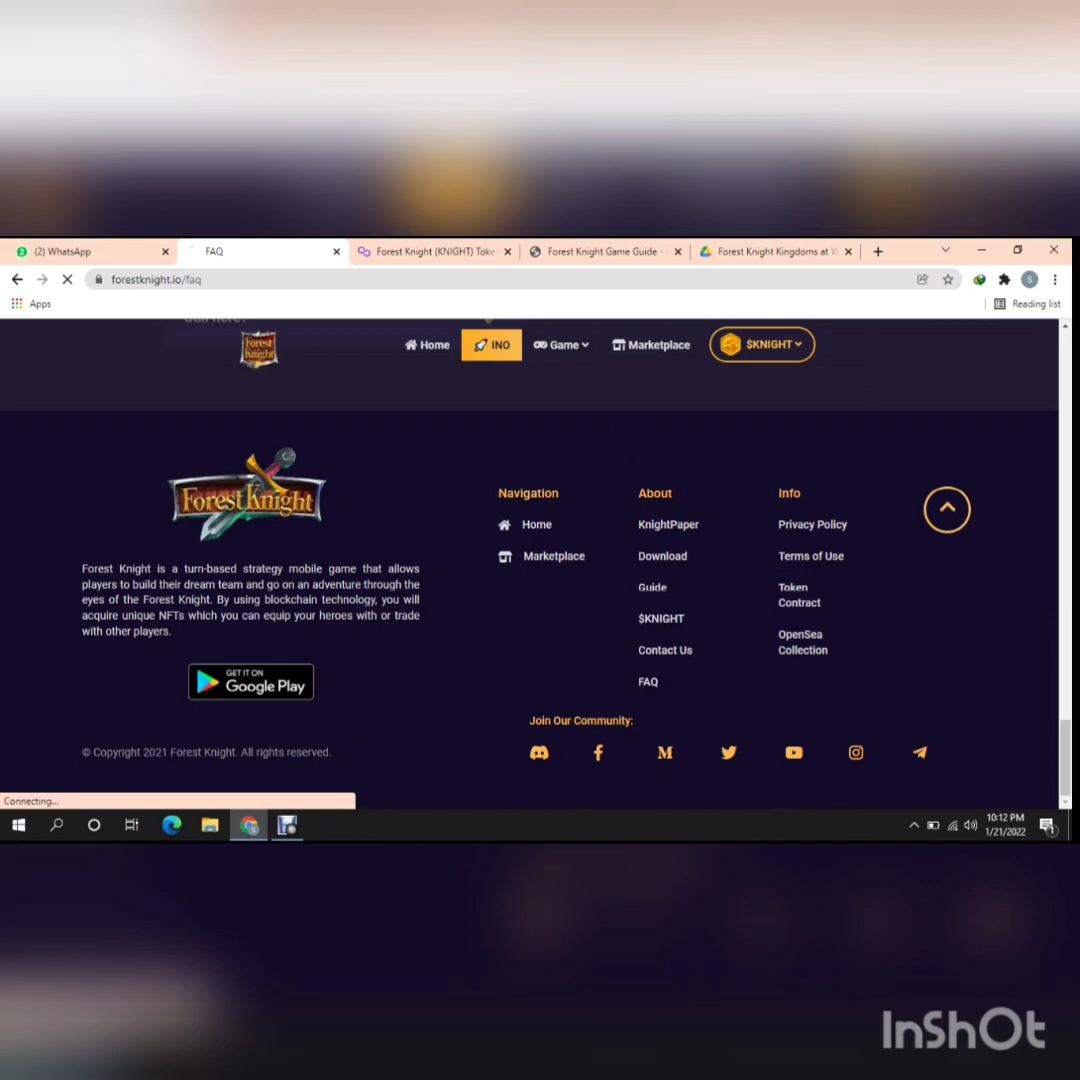 (2) WhatsApp
FAQ
Forest Knight (KNIGHT) Toke
Forest Knight Game Guide -
Forest Knight Kingdoms at
forestknight.io/faq
Apps
Reading list
Forest
Knight
Home
INO
Game
Marketplace
$KNIGHT
Forest Knight
Navigation
About
Info
Home
KnightPaper
Privacy Policy
Marketplace
Download
Terms of Use
Forest Knight is a turn-based strategy mobile game that allows
players to build their dream team and go on an adventure through the
eyes of the Forest Knight. By using blockchain technology, you will
acquire unique NFTs which you can equip your heroes with or trade
with other players.
Guide
Token
Contract
$KNIGHT
OpenSea
Collection
Contact Us
FAQ
GET IT ON
Google Play
Join Our Community:
© Copyright 2021 Forest Knight. All rights reserved.
Connecting...
10:12 PM
1/21/2022
InShOt